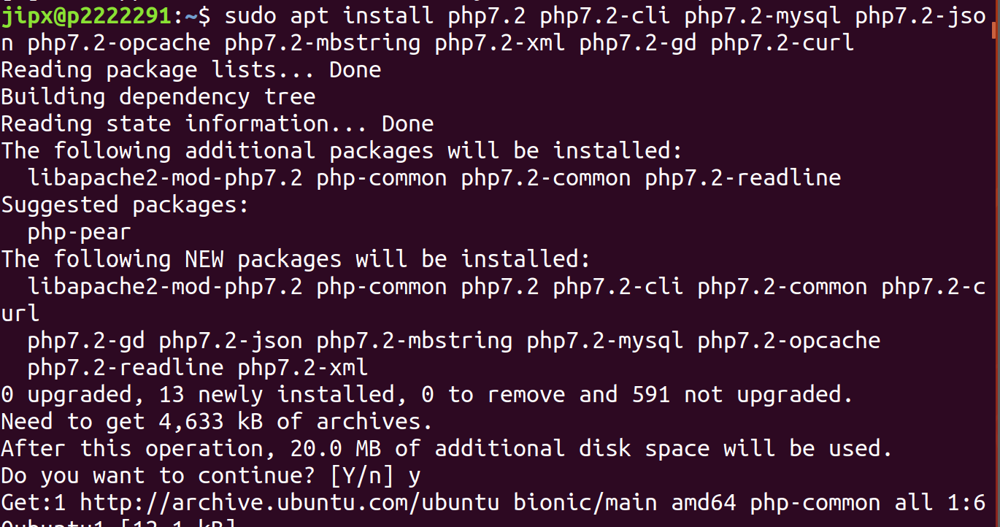 jipx@p2222291:~$ sudo apt install php7.2 php7.2-cli php7.2-mysql php7.2-jso
n php7.2-opcache php7.2-mbstring php7.2-xml php7.2-gd php7.2-curl
Reading package lists... Done
Building dependency tree
Reading state information... Done
The following additional packages will be installed:
  libapache2-mod-php7.2 php-common php7.2-common php7.2-readline
Suggested packages:
  php-pear
The following NEW packages will be installed:
  libapache2-mod-php7.2 php-common php7.2 php7.2-cli php7.2-common php7.2-c
url
  php7.2-gd php7.2-json php7.2-mbstring php7.2-mysql php7.2-opcache
  php7.2-readline php7.2-xml
0 upgraded, 13 newly installed, 0 to remove and 591 not upgraded.
Need to get 4,633 kB of archives.
After this operation, 20.0 MB of additional disk space will be used.
Do you want to continue? [Y/n] y
Get:1 http://archive.ubuntu.com/ubuntu bionic/main amd64 php-common all 1:6
0ubuntu1 [12.1 kB]